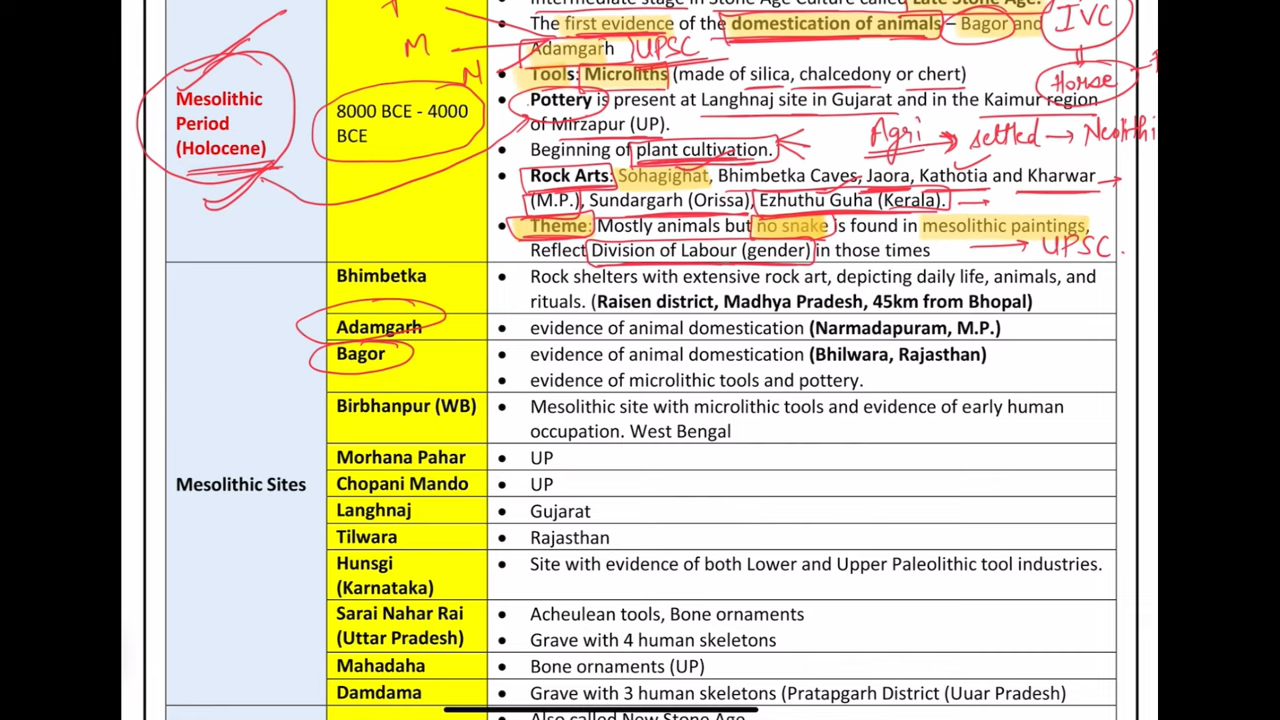 Intermediate stage in Stone Age Culture called Late Stone Age.
The first evidence of the domestication of animals – Bagor and
Adamgarh
UPSC
IVC
Horse
M
M
Mesolithic
Period
(Holocene)
8000 BCE - 4000
BCE
• Tools: Microliths (made of silica, chalcedony or chert)
• Pottery is present at Langhnaj site in Gujarat and in the Kaimur region
of Mirzapur (UP).
Agri → settled → Neolithi
• Beginning of plant cultivation.
• Rock Arts: Sohagighat, Bhimbetka Caves, Jaora, Kathotia and Kharwar
(M.P.), Sundargarh (Orissa), Ezhuthu Guha (Kerala).
• Theme: Mostly animals but no snake is found in mesolithic paintings,
Reflect Division of Labour (gender) in those times
→ UPSC.
Mesolithic Sites
Bhimbetka
• Rock shelters with extensive rock art, depicting daily life, animals, and
rituals. (Raisen district, Madhya Pradesh, 45km from Bhopal)
Adamgarh
• evidence of animal domestication (Narmadapuram, M.P.)
Bagor
• evidence of animal domestication (Bhilwara, Rajasthan)
• evidence of microlithic tools and pottery.
Birbhanpur (WB)
• Mesolithic site with microlithic tools and evidence of early human
occupation. West Bengal
Morhana Pahar
• UP
Chopani Mando
• UP
Langhnaj
• Gujarat
Tilwara
• Rajasthan
Hunsgi
(Karnataka)
• Site with evidence of both Lower and Upper Paleolithic tool industries.
Sarai Nahar Rai
(Uttar Pradesh)
• Acheulean tools, Bone ornaments
• Grave with 4 human skeletons
Mahadaha
• Bone ornaments (UP)
Damdama
• Grave with 3 human skeletons (Pratapgarh District (Uuar Pradesh)
• Also called New Stone Age